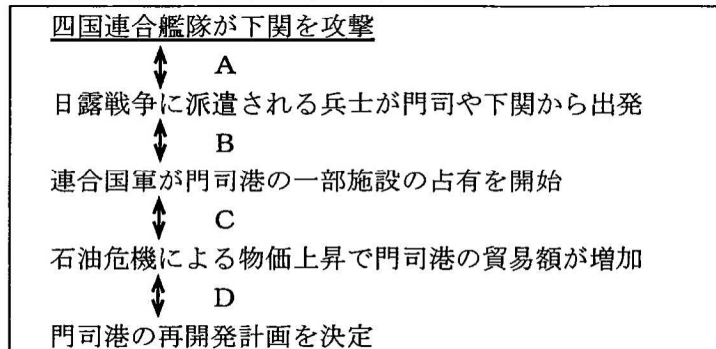 四国連合艦隊が下関を攻撃
A
日露戦争に派遣される兵士が門司や下関から出発
B
連合国軍が門司港の一部施設の占有を開始
C
石油危機による物価上昇で門司港の貿易額が増加
D
門司港の再開発計画を決定